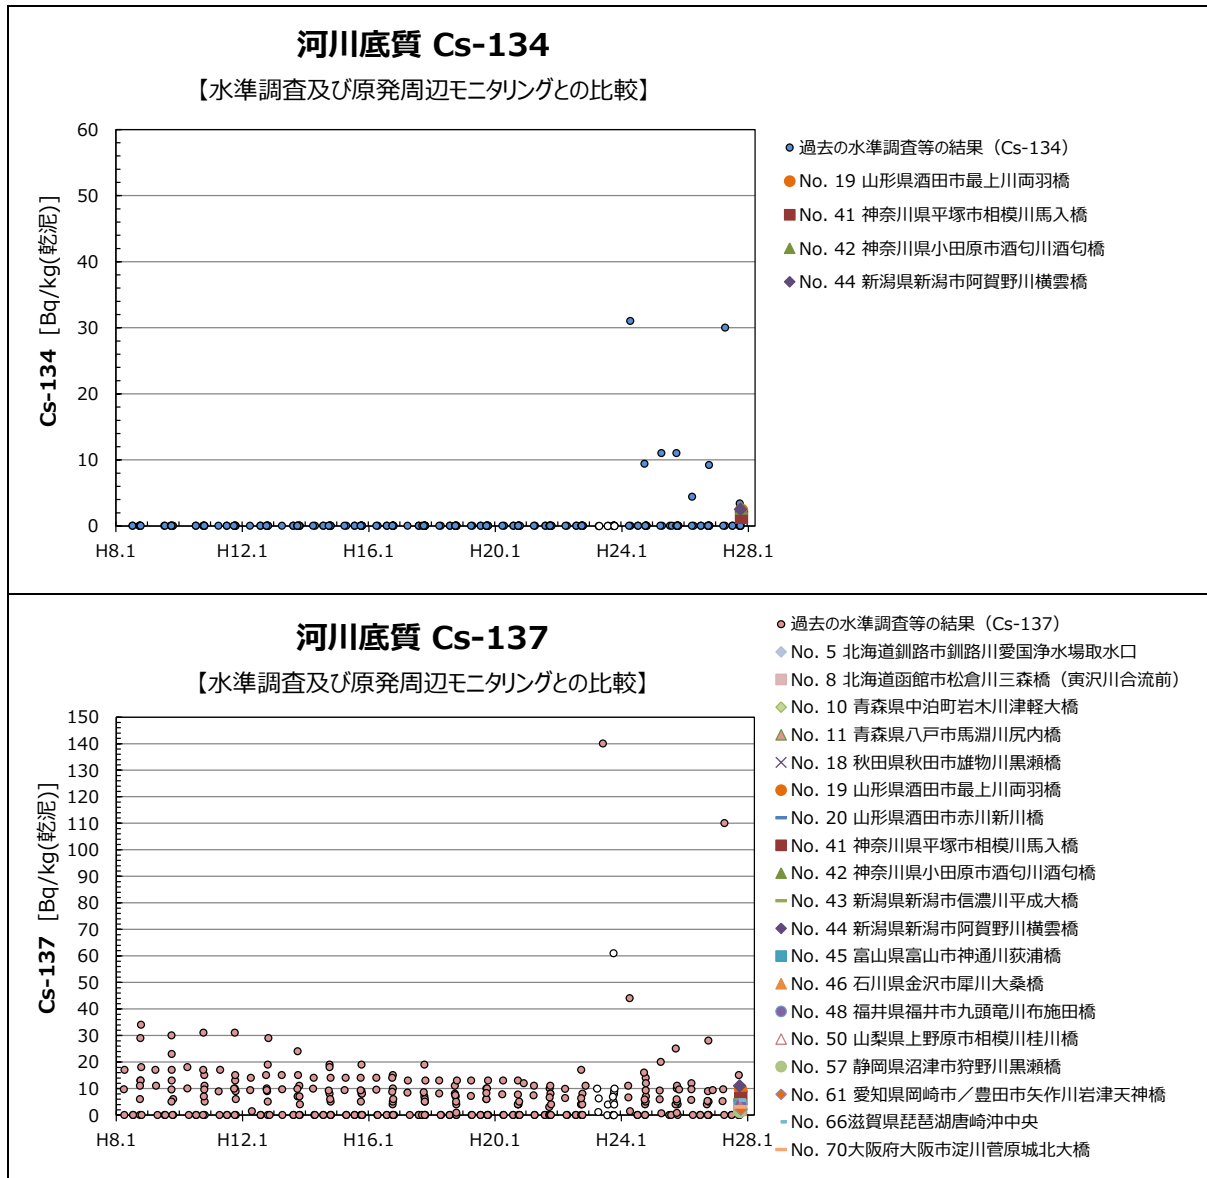 河川底質 Cs-134
【水準調査及び原発周辺モニタリングとの比較】
Cs-134 [Bq/kg(乾泥)]
60
50
40
30
20
10
0
H8.1 H12.1 H16.1 H20.1 H24.1 H28.1
過去の水準調査等の結果（Cs-134）
No. 19 山形県酒田市最上川両羽橋
No. 41 神奈川県平塚市相模川馬入橋
No. 42 神奈川県小田原市酒匂川酒匂橋
No. 44 新潟県新潟市阿賀野川横雲橋
河川底質 Cs-137
【水準調査及び原発周辺モニタリングとの比較】
Cs-137 [Bq/kg(乾泥)]
150
140
130
120
110
100
90
80
70
60
50
40
30
20
10
0
H8.1 H12.1 H16.1 H20.1 H24.1 H28.1
過去の水準調査等の結果（Cs-137）
No. 5 北海道釧路市釧路川愛国浄水場取水口
No. 8 北海道函館市松倉川三森橋（寅沢川合流前）
No. 10 青森県中泊町岩木川津軽大橋
No. 11 青森県八戸市馬淵川尻内橋
No. 18 秋田県秋田市雄物川黒瀬橋
No. 19 山形県酒田市最上川両羽橋
No. 20 山形県酒田市赤川新川橋
No. 41 神奈川県平塚市相模川馬入橋
No. 42 神奈川県小田原市酒匂川酒匂橋
No. 43 新潟県新潟市信濃川平成大橋
No. 44 新潟県新潟市阿賀野川横雲橋
No. 45 富山県富山市神通川荻浦橋
No. 46 石川県金沢市犀川大桑橋
No. 48 福井県福井市九頭竜川布施田橋
No. 50 山梨県上野原市相模川桂川橋
No. 57 静岡県沼津市狩野川黒瀬橋
No. 61 愛知県岡崎市／豊田市矢作川岩津天神橋
No. 66滋賀県琵琶湖唐崎沖中央
No. 70大阪府大阪市淀川菅原城北大橋